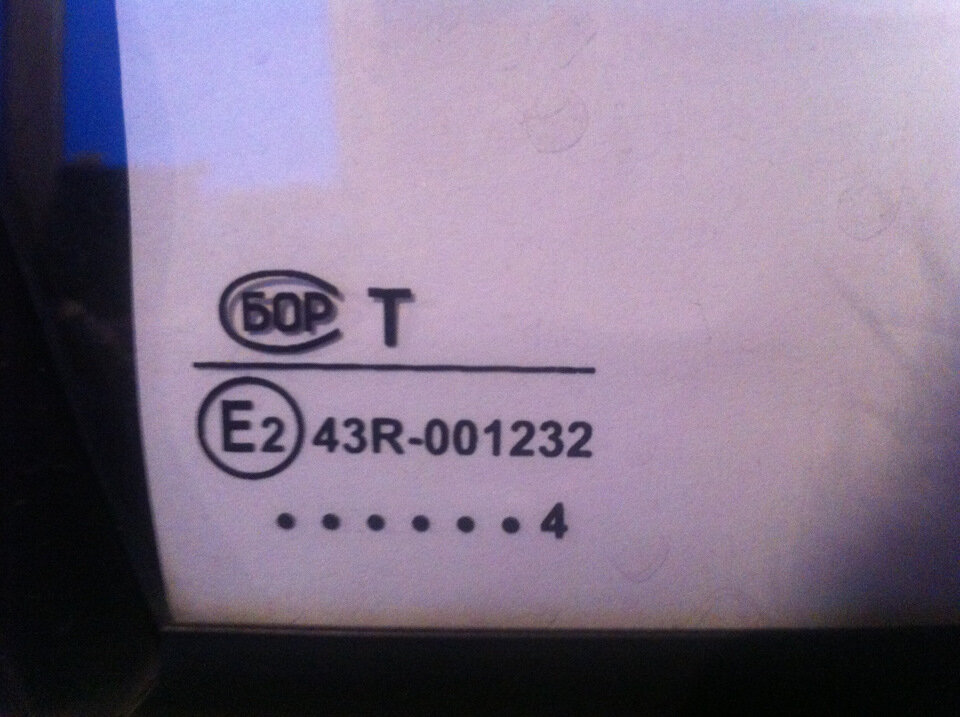 БОР Т
E2 43R-001232
. . . . . . 4